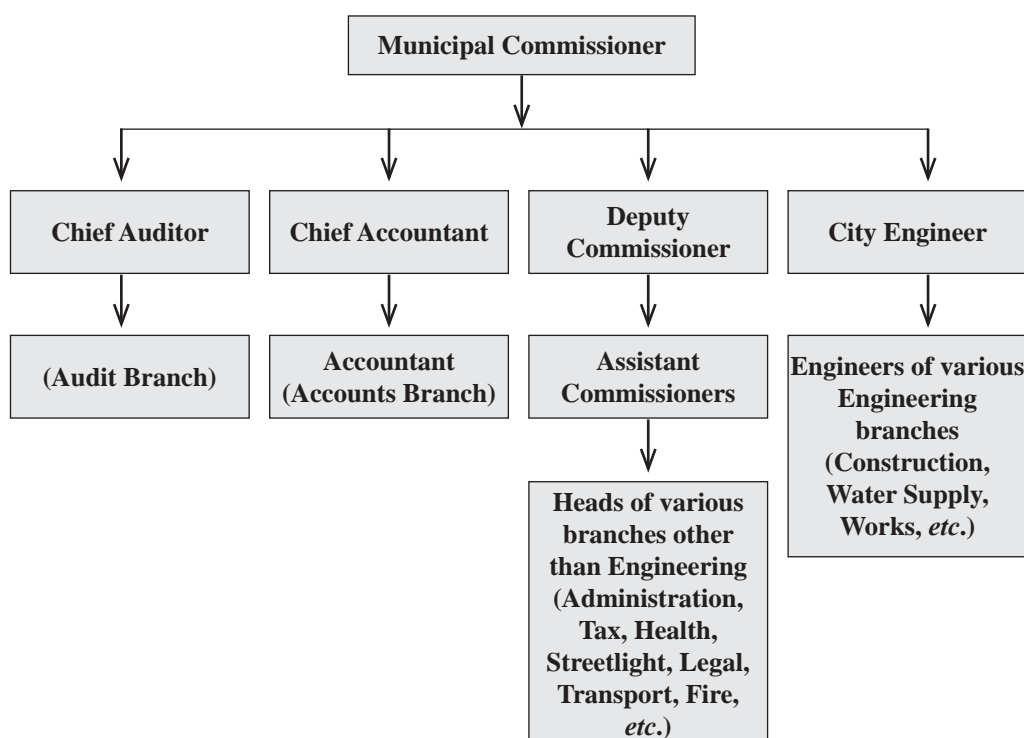 Municipal Commissioner
Chief Auditor
Chief Accountant
Deputy
Commissioner
City Engineer
(Audit Branch)
Accountant
(Accounts Branch)
Assistant
Commissioners
Engineers of various
Engineering
branches
(Construction,
Water Supply,
Works, etc.)
Heads of various
branches other
than Engineering
(Administration,
Tax, Health,
Streetlight, Legal,
Transport, Fire,
etc.)